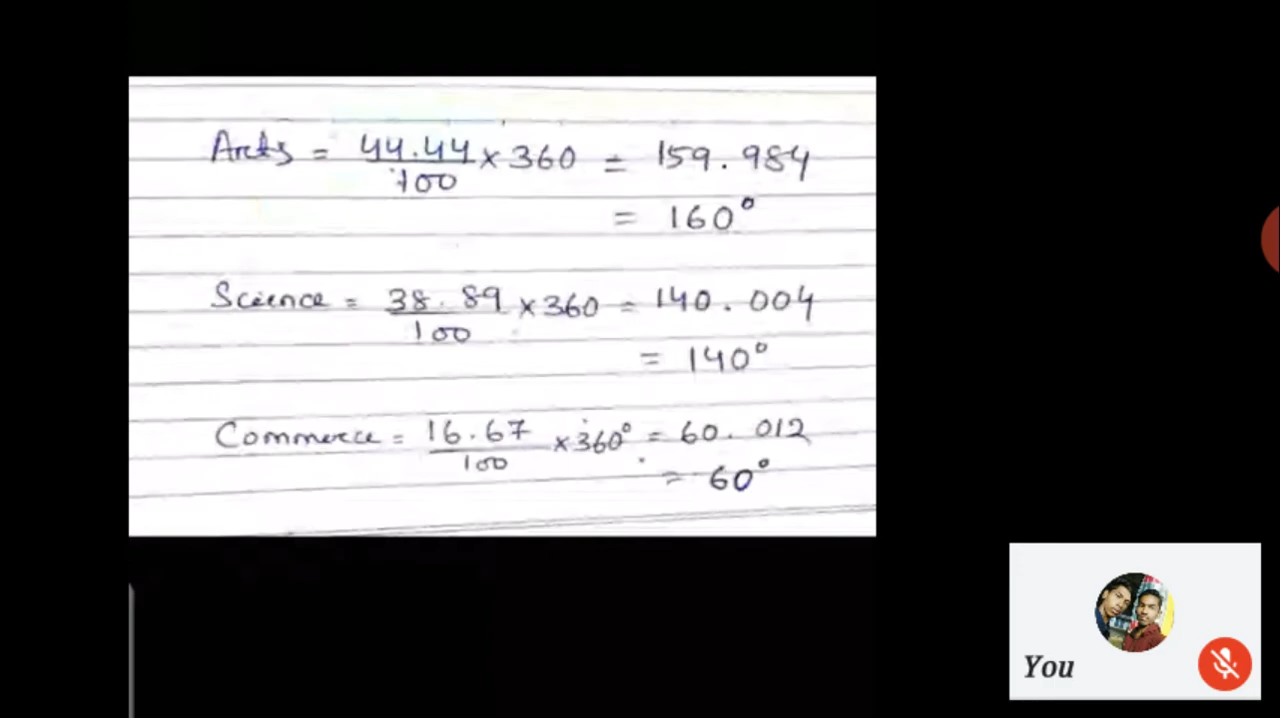 Arts = 44.44/100 × 360 = 159.984
= 160°
Science = 38.89/100 × 360 = 140.004
= 140°
Commerce = 16.67/100 × 360° = 60.012
= 60°
You